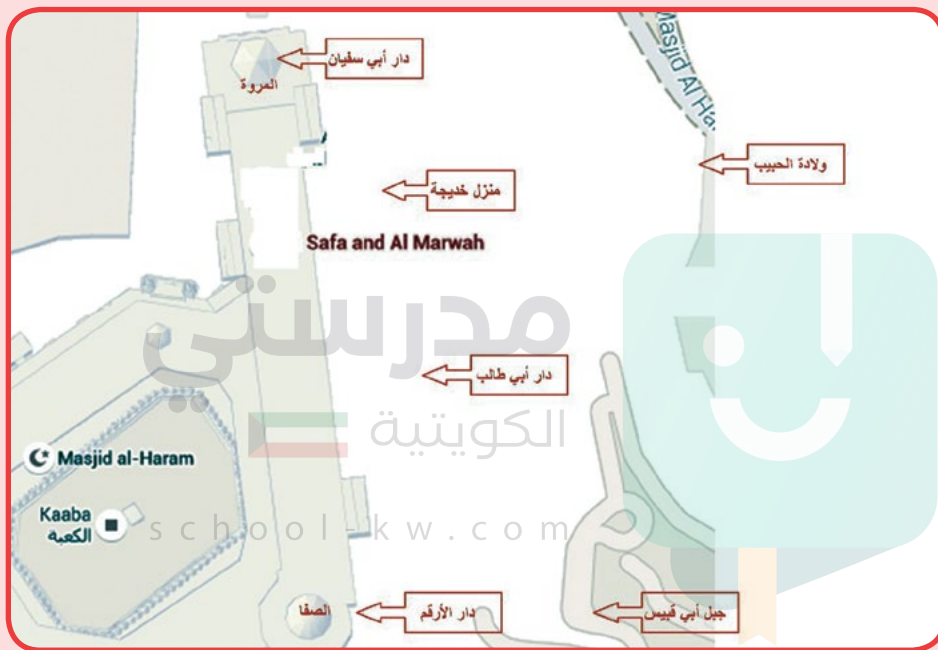 دار أبي سفيان
المروة
Masjid Al Ha
ولادة الحبيب
منزل خديجة
Safa and Al Marwah
مدرستي
دار أبي طالب
الكويتية
Masjid al-Haram
Kaaba
الكعبة
school-kw.com
الصفا
دار الأرقم
جبل أبي قبيس